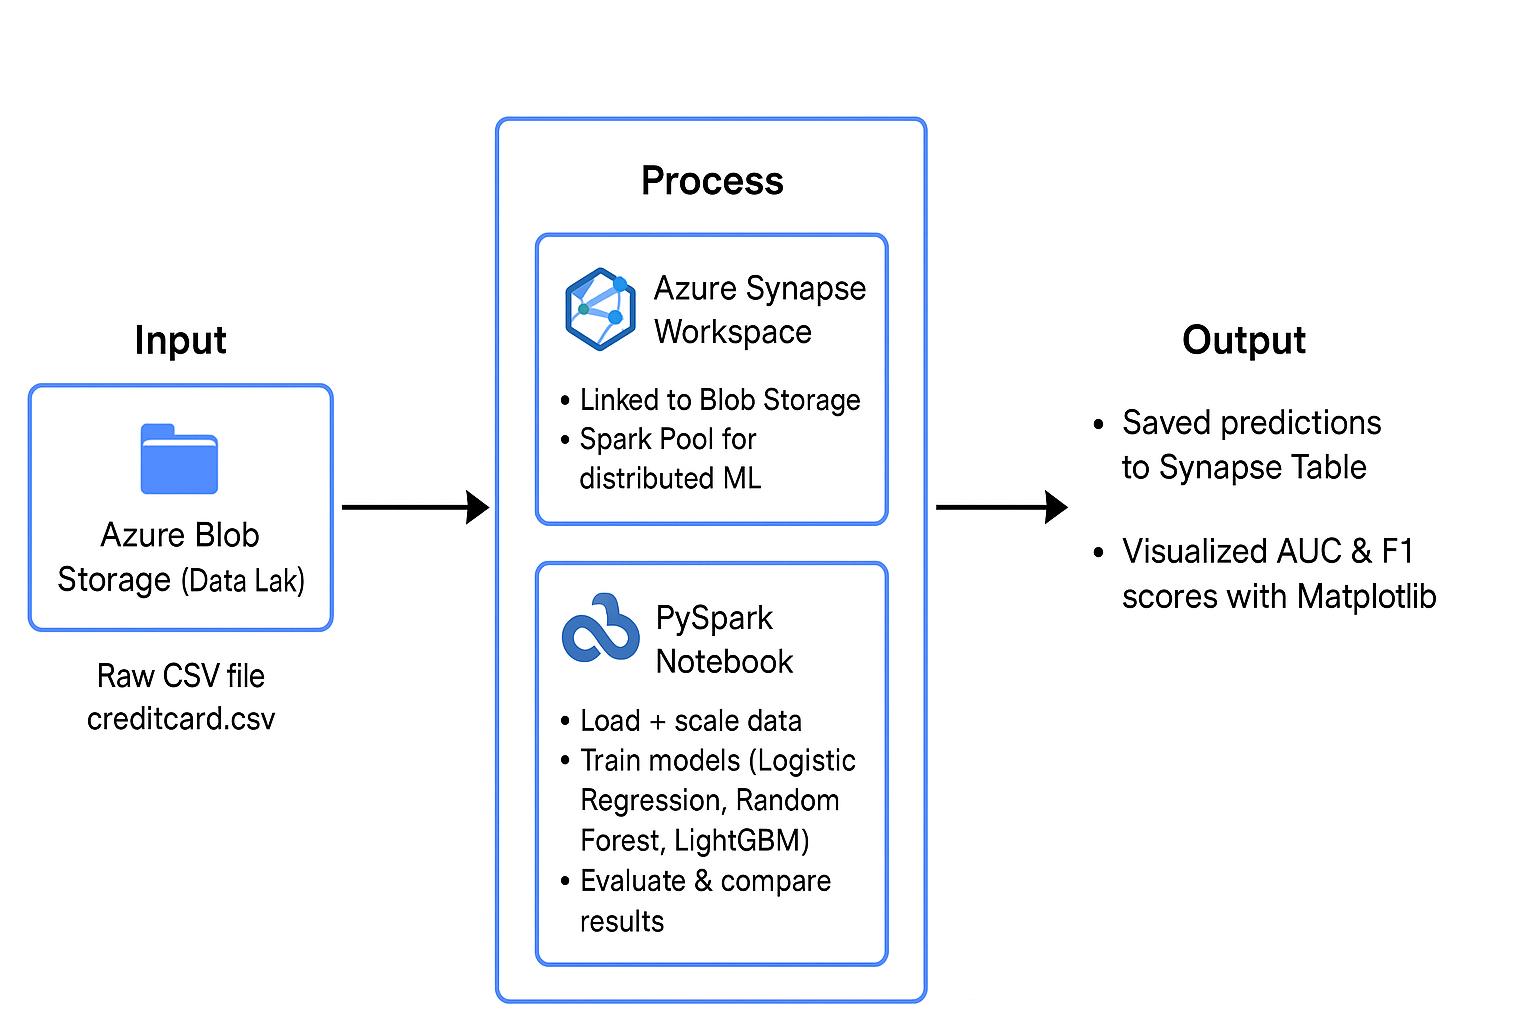 Input
Azure Blob
Storage (Data Lak)
Raw CSV file
creditcard.csv
Process
Azure Synapse
Workspace
• Linked to Blob Storage
• Spark Pool for
distributed ML
PySpark
Notebook
• Load + scale data
• Train models (Logistic
Regression, Random
Forest, LightGBM)
• Evaluate & compare
results
Output
• Saved predictions
to Synapse Table
• Visualized AUC & F1
scores with Matplotlib